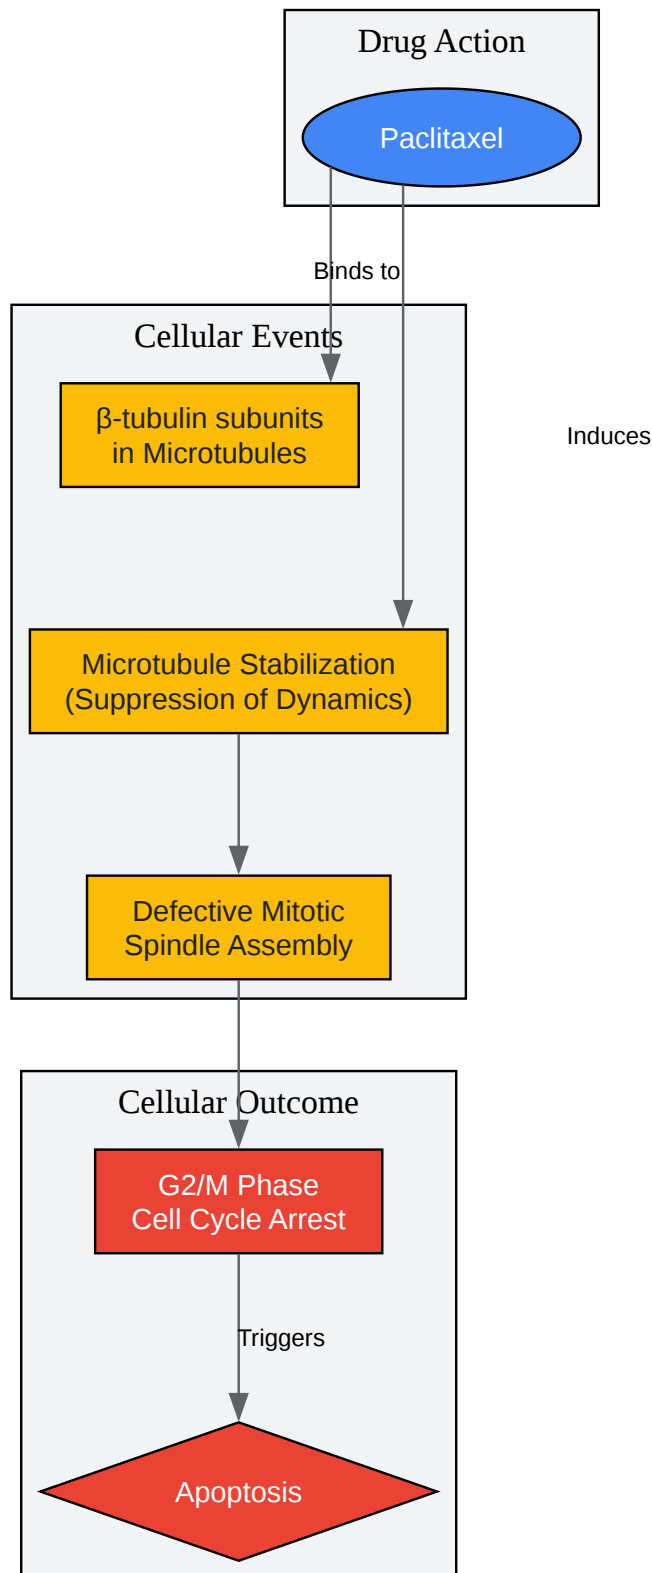 Drug Action
Paclitaxel
Binds to
Cellular Events
β-tubulin subunits
in Microtubules
Induces
Microtubule Stabilization
(Suppression of Dynamics)
Defective Mitotic
Spindle Assembly
Cellular Outcome
G2/M Phase
Cell Cycle Arrest
Triggers
Apoptosis